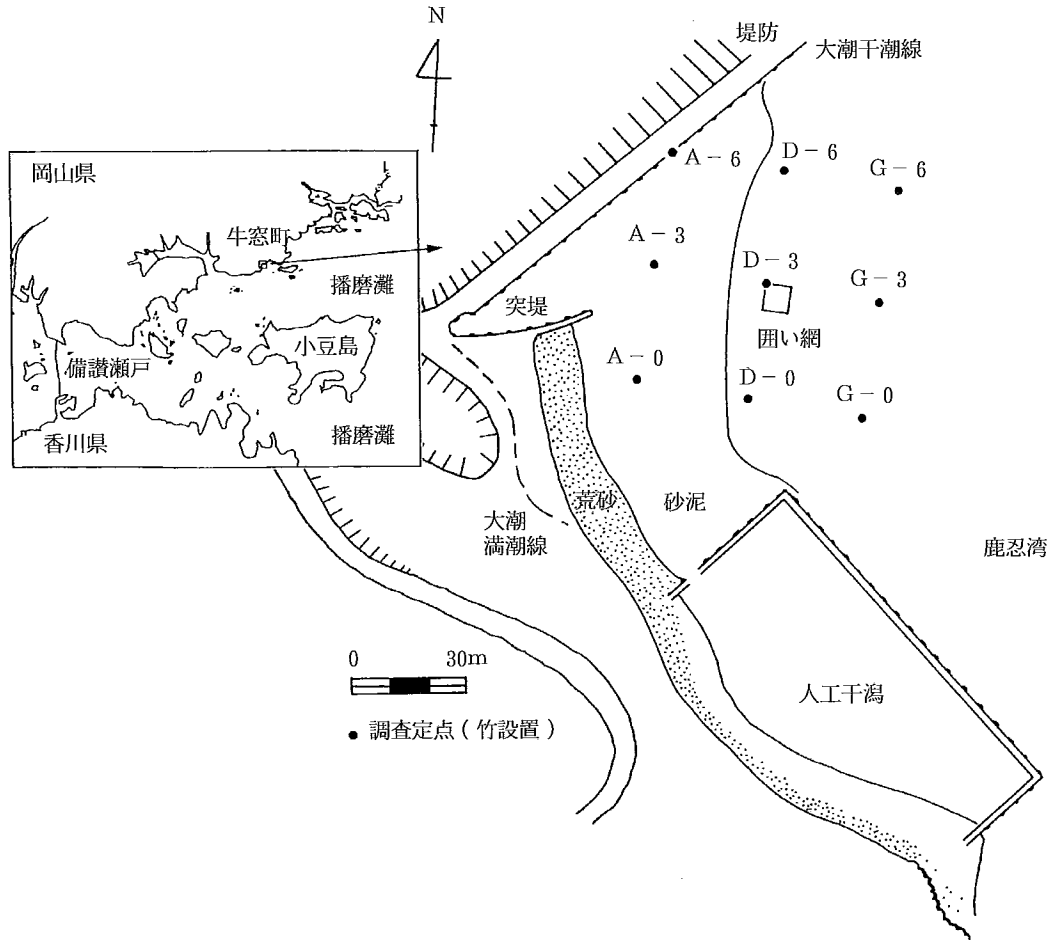 N
堤防
大潮干潮線
岡山県
牛窓町
播磨灘
小豆島
備讃瀬戸
播磨灘
香川県
A-6
D-6
G-6
A-3
D-3
G-3
突堤
囲い網
A-0
D-0
G-0
荒砂
砂泥
大潮
満潮線
鹿忍湾
0 30m
人工干潟
● 調査定点(竹設置)